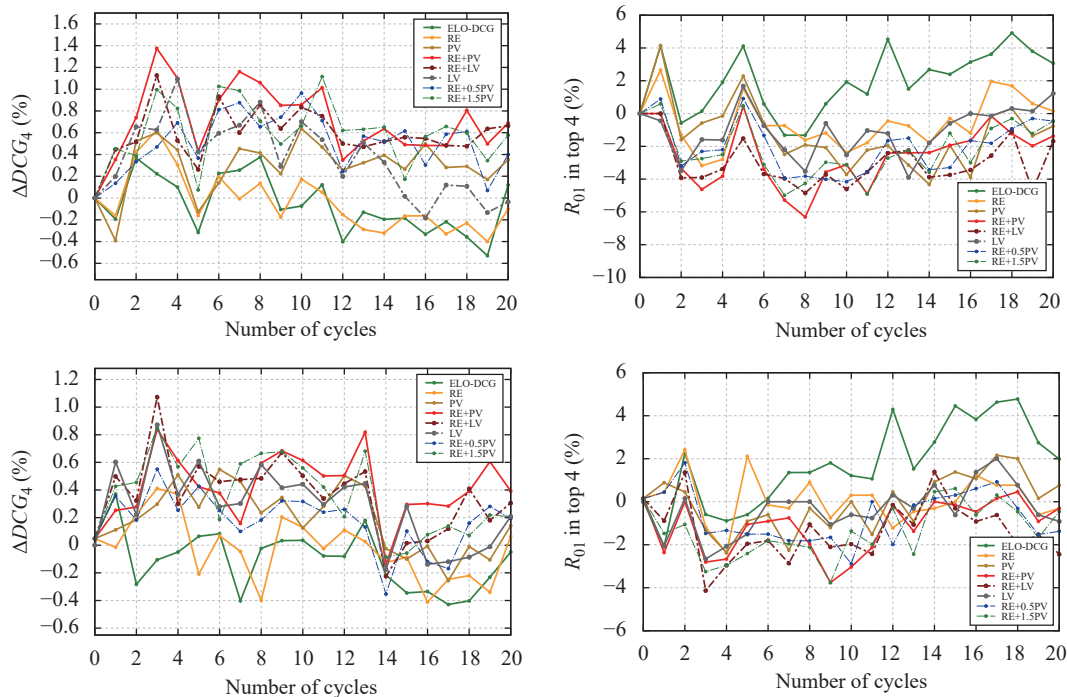 1.6
1.4
1.2
1.0
0.8
0.6
0.4
0.2
0
−0.2
−0.4
0.6
ΔDCG₄ (%)
ELO-DCG
RE
PV
RE+PV
RE+LV
LV
RE+0.5PV
RE+1.5PV
0 2 4 6 8 10 12 14 16 18 20
Number of cycles
6
4
2
0
−2
−4
−6
−8
−10
R₀₁ in top 4 (%)
ELO-DCG
RE
PV
RE+PV
RE+LV
LV
RE+0.5PV
RE+1.5PV
0 2 4 6 8 10 12 14 16 18 20
Number of cycles
1.2
1.0
0.8
0.6
0.4
0.2
0
−0.2
−0.4
0.6
ΔDCG₄ (%)
ELO-DCG
RE
PV
RE+PV
RE+LV
LV
RE+0.5PV
RE+1.5PV
0 2 4 6 8 10 12 14 16 18 20
Number of cycles
6
4
2
0
−2
−4
−6
R₀₁ in top 4 (%)
ELO-DCG
RE
PV
RE+PV
RE+LV
LV
RE+0.5PV
RE+1.5PV
0 2 4 6 8 10 12 14 16 18 20
Number of cycles